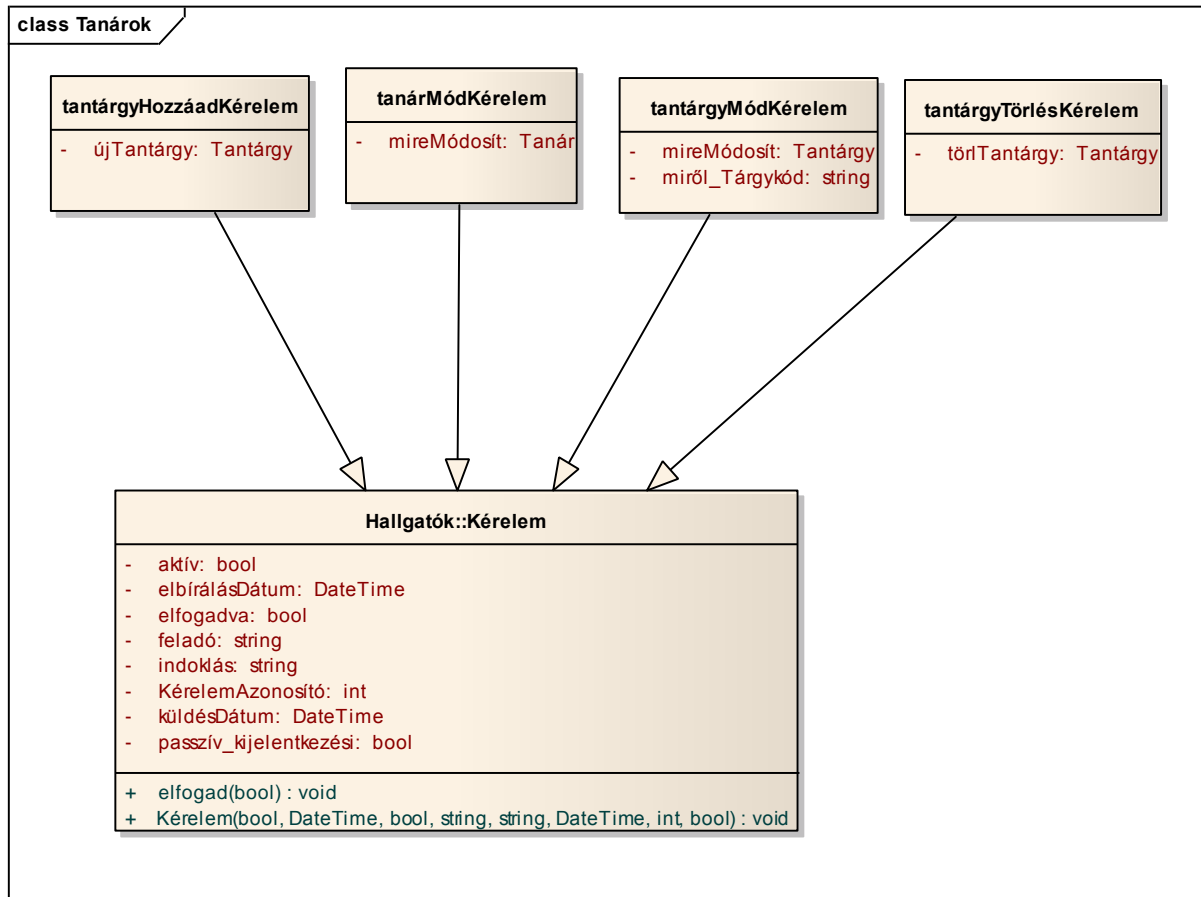 class Tanárok
tantárgyHozzáadKérelem
- újTantárgy: Tantárgy
tanárMódKérelem
- mireMódosít: Tanár
tantárgyMódKérelem
- mireMódosít: Tantárgy
- miről_Tárgykód: string
tantárgyTörlésKérelem
- törlTantárgy: Tantárgy
Hallgatók::Kérelem
- aktív: bool
- elbírálásDátum: DateTime
- elfogadva: bool
- feladó: string
- indoklás: string
- KérelemAzonosító: int
- küldésDátum: DateTime
- passzív_kijelentkezési: bool
+ elfogad(bool) : void
+ Kérelem(bool, DateTime, bool, string, string, DateTime, int, bool) : void